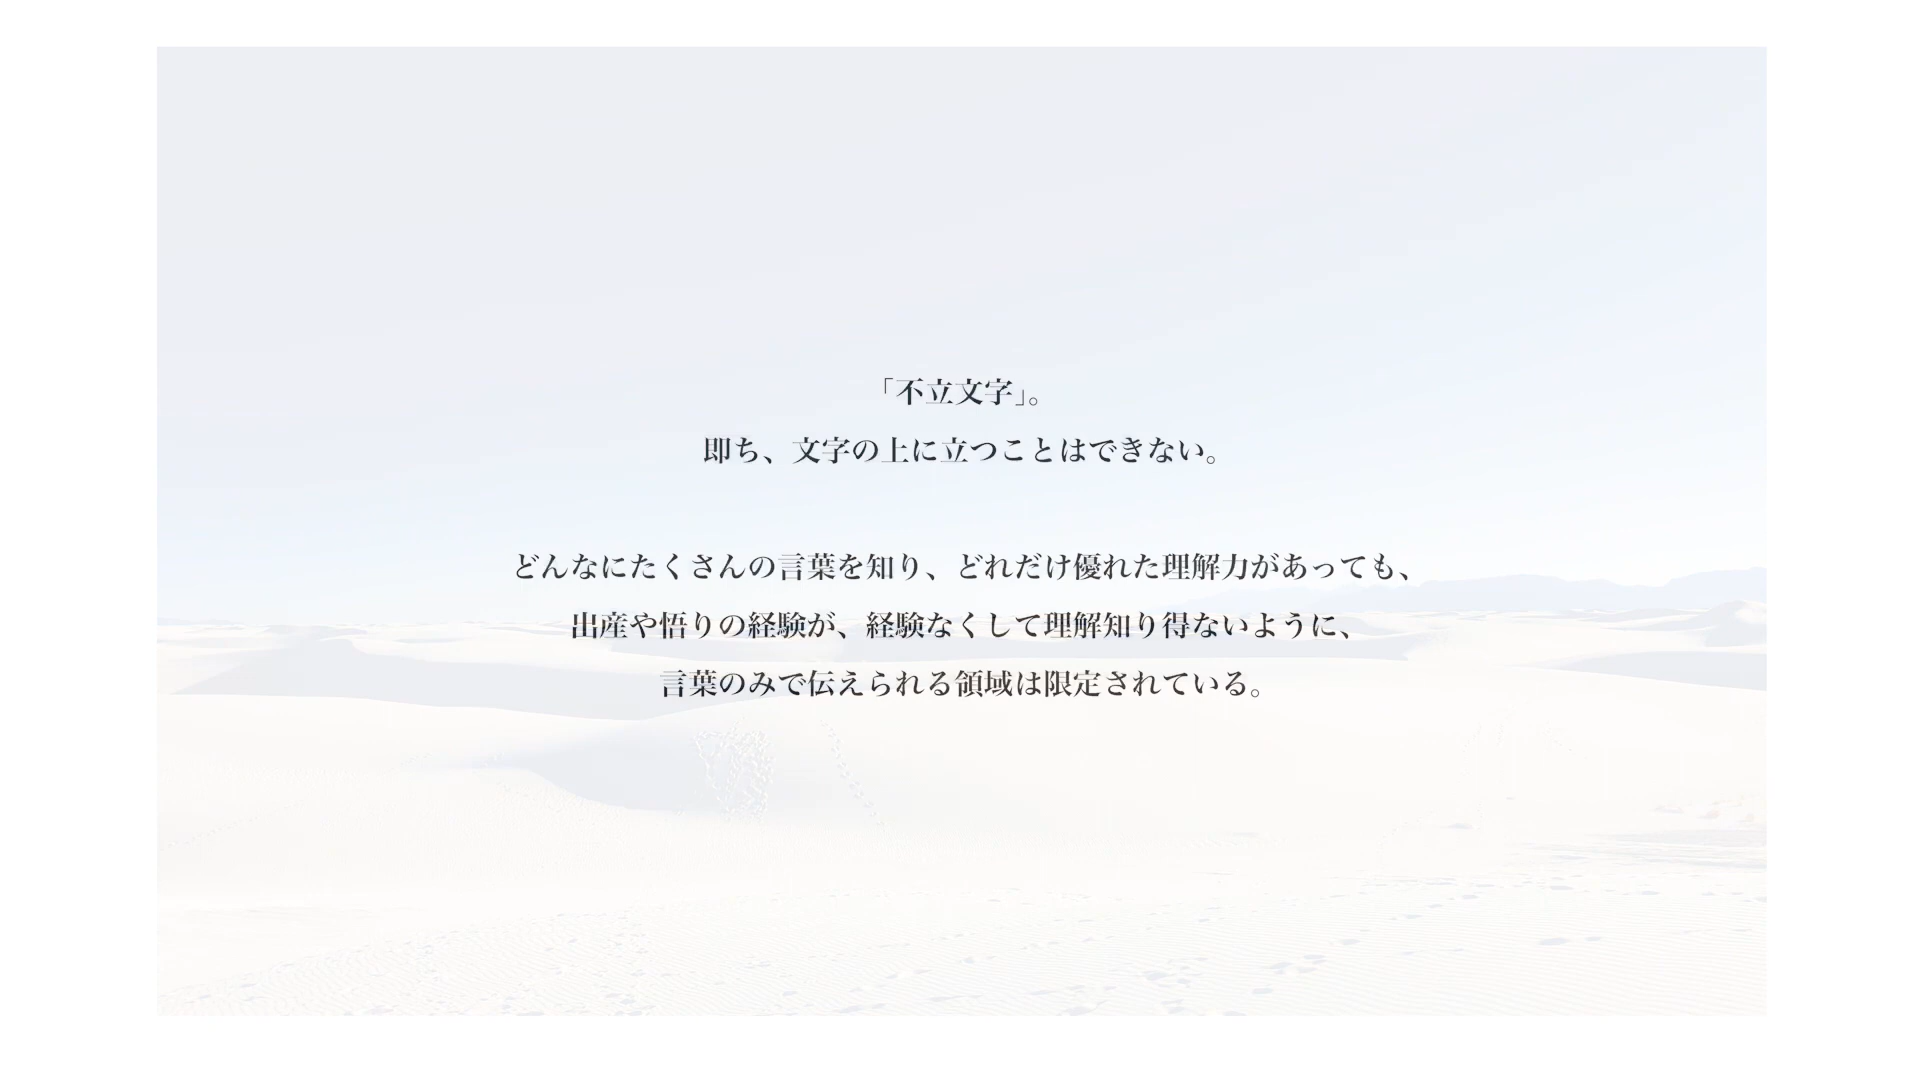 「不立文字」。
即ち、文字の上に立つことはできない。
どんなにたくさんの言葉を知り、どれだけ優れた理解力があっても、
出産や悟りの経験が、経験なくして理解知り得ないように、
言葉のみで伝えられる領域は限定されている。